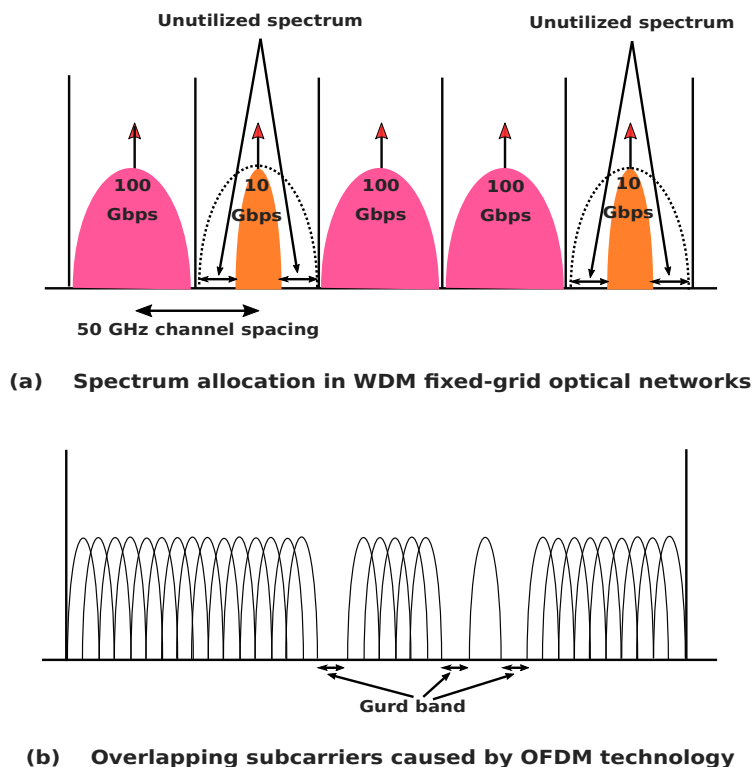 Unutilized spectrum
Unutilized spectrum
100
Gbps
10
Gbps
100
Gbps
100
Gbps
10
Gbps
50 GHz channel spacing
(a) Spectrum allocation in WDM fixed-grid optical networks
Gurd band
(b) Overlapping subcarriers caused by OFDM technology